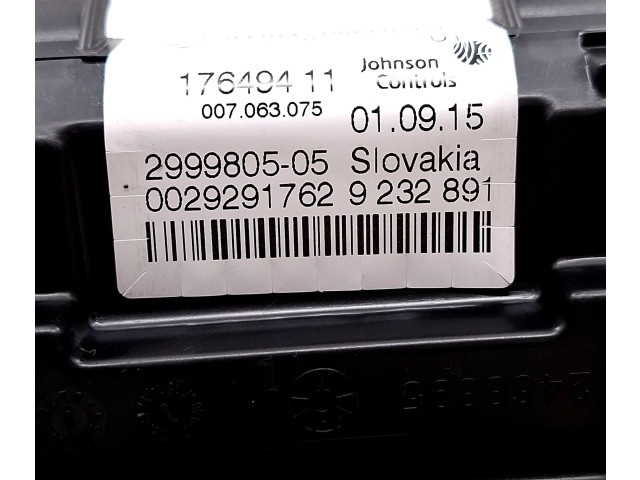 Johnson
Controls
176494 11
007.063.075
01.09.15
2999805-05 Slovakia
0029291762 9 232 891